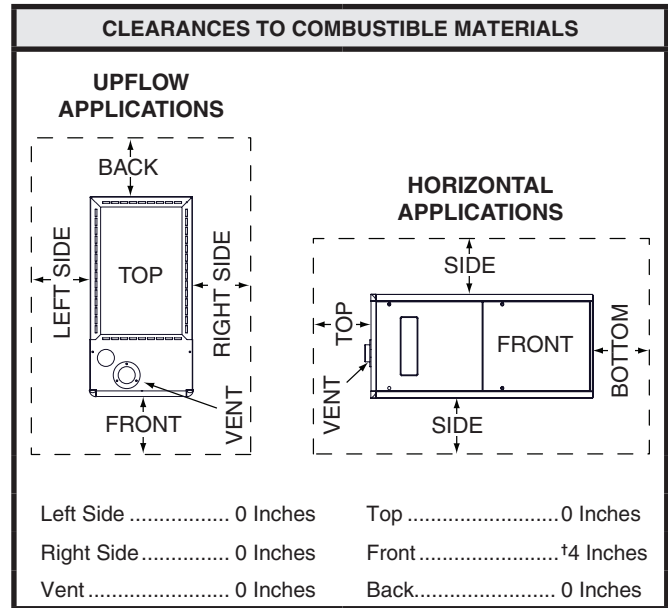 CLEARANCES TO COMBUSTIBLE MATERIALS
UPFLOW
APPLICATIONS
BACK
LEFT SIDE
TOP
RIGHT SIDE
FRONT
VENT
HORIZONTAL
APPLICATIONS
SIDE
TOP
FRONT
BOTTOM
VENT
SIDE
Left Side ................. 0 Inches
Right Side............... 0 Inches
Vent ........................ 0 Inches
Top ..........................0 Inches
Front ........................†4 Inches
Back........................ 0 Inches